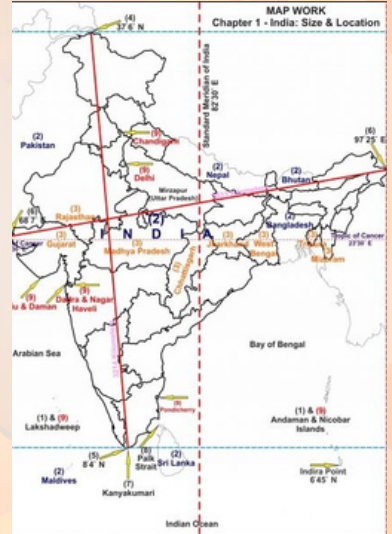 MAP WORK
Chapter 1 - India: Size & Location
(4)
37'6' N
Standard Meridian of India
82°30' E
(2)
Pakistan
(9)
Chandigarh
(9)
Delhi
(6)
97°25' E
(2)
Nepal
(2)
Bhutan
Mirzapur
(Uttar Pradesh)
(6)
68'7'
(3)
Rajasthan
(2)
Bangladesh
I N D I A
(2)
Tropic of Cancer
23°30' E
(3)
Gujarat
(3)
Madhya Pradesh
(3)
Chhattisgarh
(3)
Jharkhand
(3)
West
Bengal
(3)
(3)
Mizoram
(9)
u & Daman
(9)
Dadra & Nagar
Haveli
Arabian Sea
Bay of Bengal
(9)
Pondicherry
(1) & (9)
Lakshadweep
(1) & (9)
Andaman & Nicobar
Islands
(5)
8'4' N
(8)
Palk
Strait
(2)
Sri Lanka
(2)
Maldives
(7)
Kanyakumari
Indira Point
6'45' N
Indian Ocean